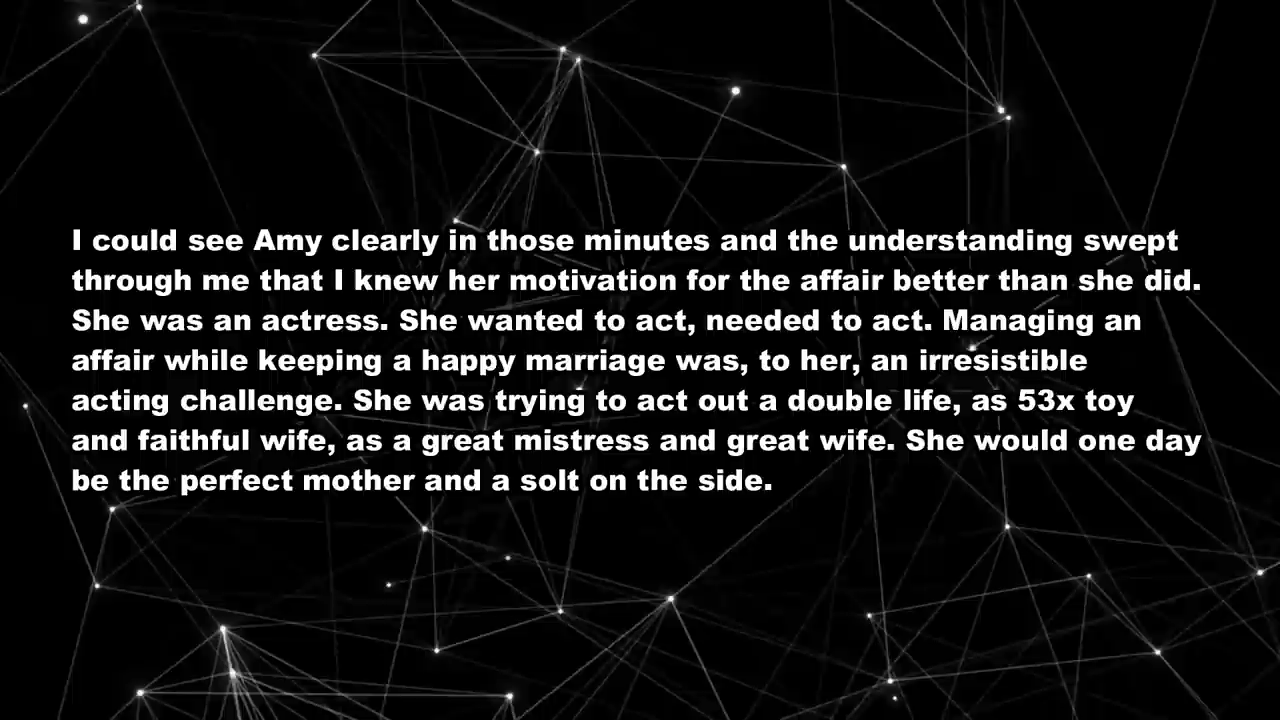 I could see Amy clearly in those minutes and the understanding swept
through me that I knew her motivation for the affair better than she did.
She was an actress. She wanted to act, needed to act. Managing an
affair while keeping a happy marriage was, to her, an irresistible
acting challenge. She was trying to act out a double life, as 53x toy
and faithful wife, as a great mistress and great wife. She would one day
be the perfect mother and a solt on the side.